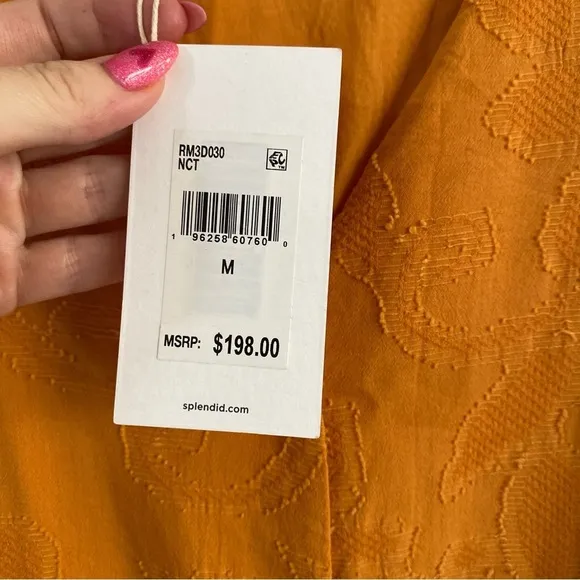 RM3D030
NCT
1 96258 60760 0
M
MSRP: $198.00
splendid.com